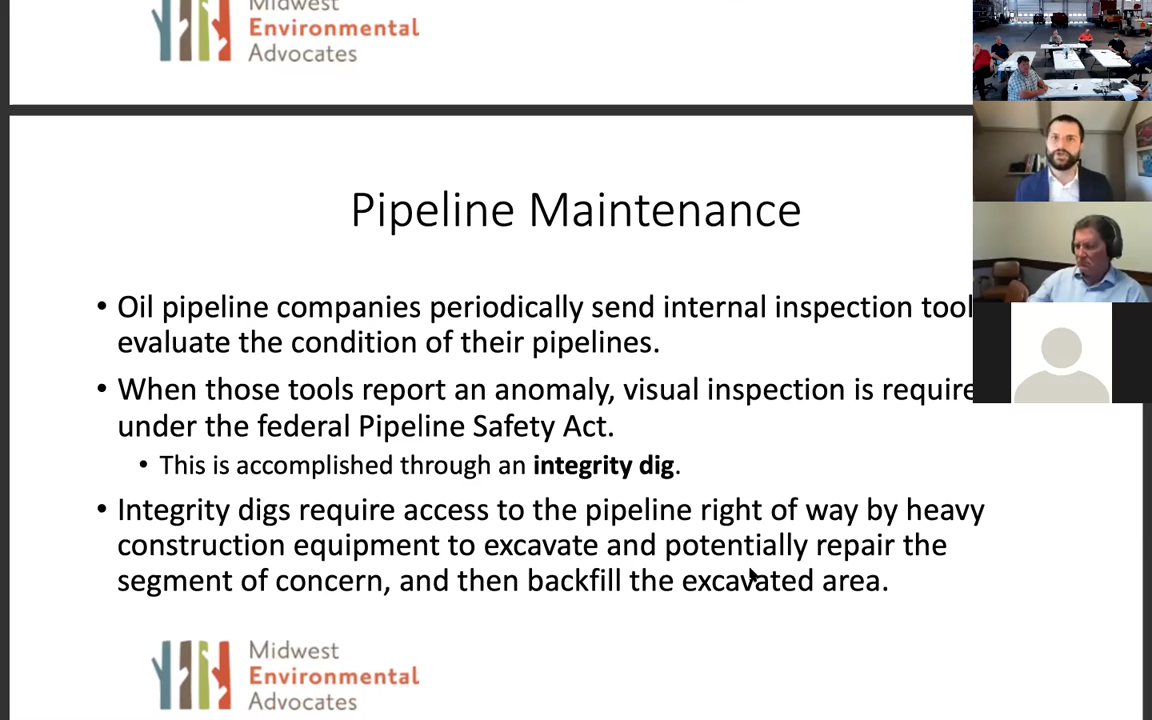 Midwest
Environmental
Advocates
Pipeline Maintenance
• Oil pipeline companies periodically send internal inspection tool
evaluate the condition of their pipelines.
• When those tools report an anomaly, visual inspection is require
under the federal Pipeline Safety Act.
• This is accomplished through an integrity dig.
• Integrity digs require access to the pipeline right of way by heavy
construction equipment to excavate and potentially repair the
segment of concern, and then backfill the excavated area.
Midwest
Environmental
Advocates